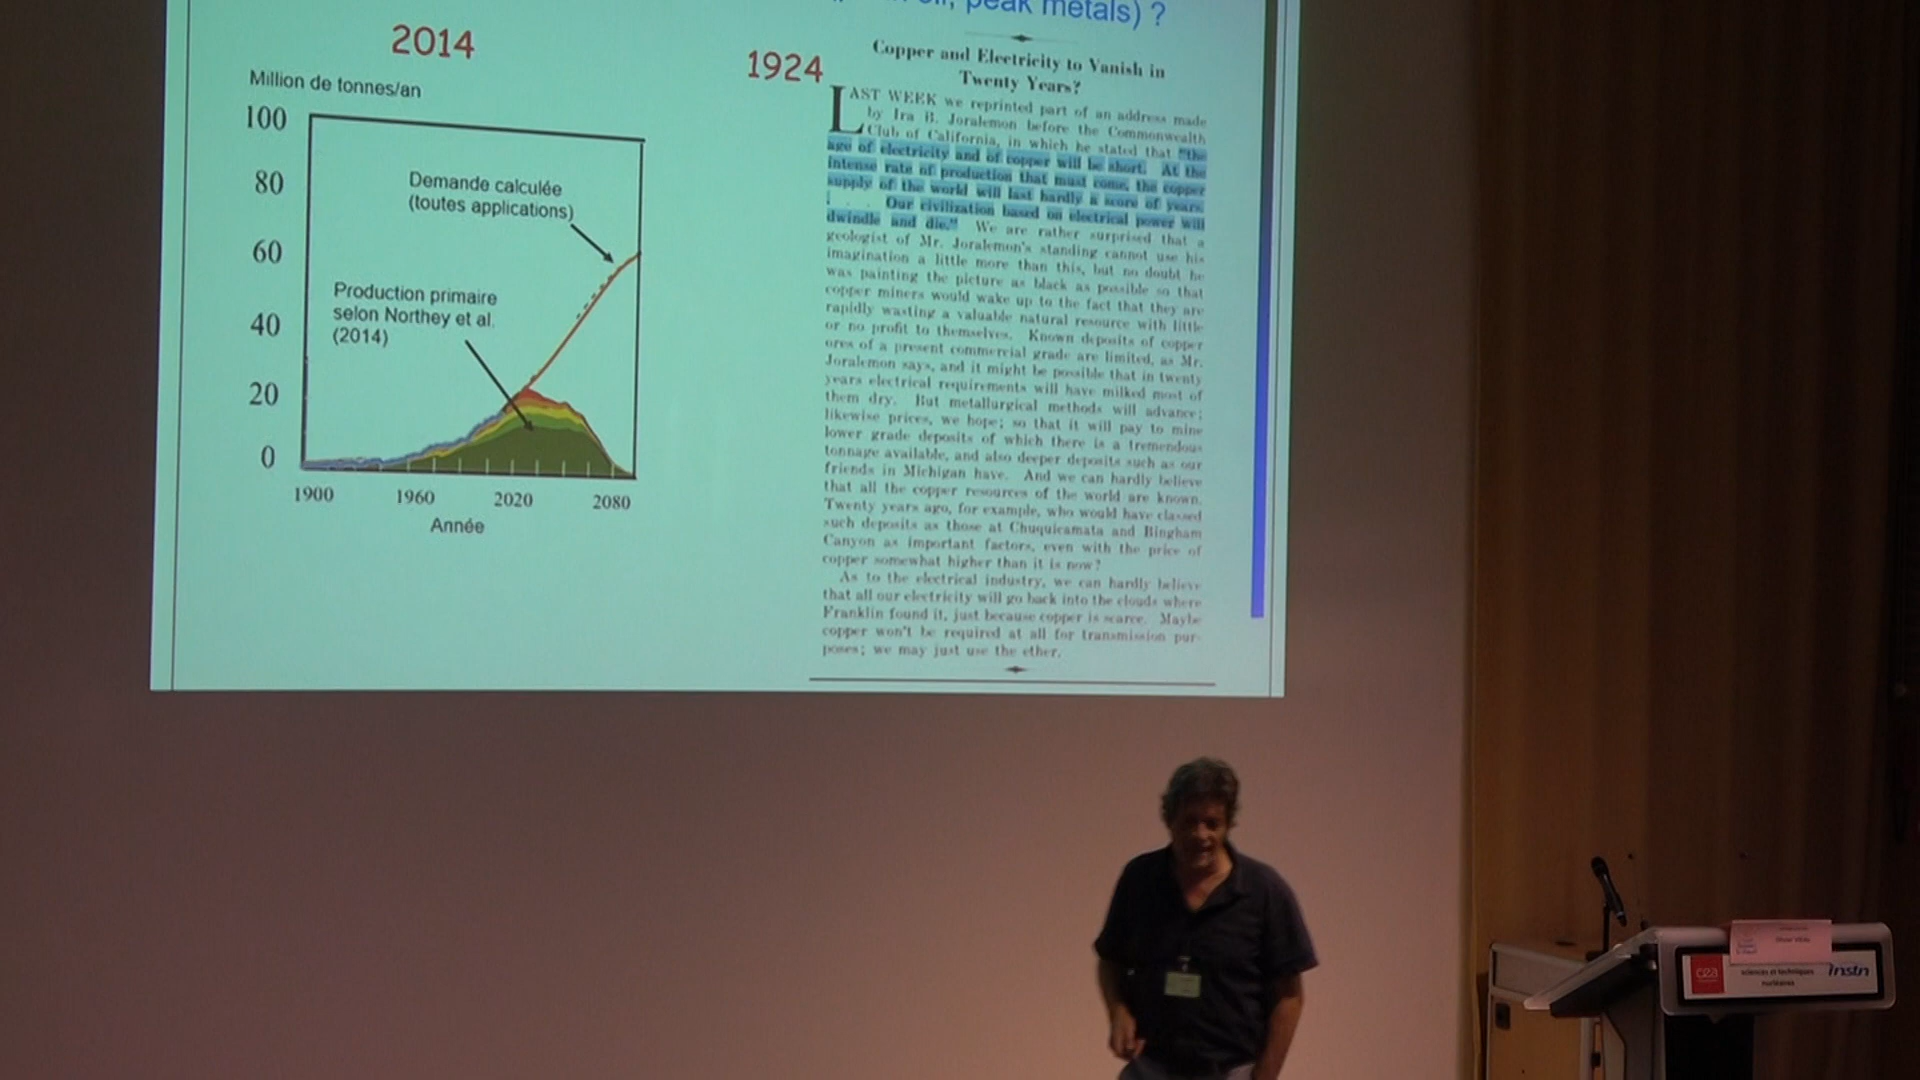 peak metals) ?
2014
Million de tonnes/an
100
80
60
40
20
0
Demande calculée
(toutes applications)
Production primaire
selon Northey et al.
(2014)
1900 1960 2020 2080
Année
1924
Copper and Electricity to Vanish in
Twenty Years?
LAST WEEK we reprinted part of an address made
by Ira B. Joralemon before the Commonwealth
Club of California, in which he stated that "the
age of electricity and of copper will be short. At the
intense rate of production that must come, the copper
supply of the world will last hardly a score of years.
. . . Our civilization based on electrical power will
dwindle and die." We are rather surprised that a
geologist of Mr. Joralemon's standing cannot use his
imagination a little more than this, but no doubt he
was painting the picture as black as possible so that
copper miners would wake up to the fact that they are
rapidly wasting a valuable natural resource with little
or no profit to themselves. Known deposits of copper
ores of a present commercial grade are limited, as Mr.
Joralemon says, and it might be possible that in twenty
years electrical requirements will have milked most of
them dry. But metallurgical methods will advance;
likewise prices, we hope; so that it will pay to mine
lower grade deposits of which there is a tremendous
tonnage available, and also deeper deposits such as our
friends in Michigan have. And we can hardly believe
that all the copper resources of the world are known.
Twenty years ago, for example, who would have classed
such deposits as those at Chuquicamata and Bingham
Canyon as important factors, even with the price of
copper somewhat higher than it is now?
As to the electrical industry, we can hardly believe
that all our electricity will go back into the clouds where
Franklin found it, just because copper is scarce. Maybe
copper won't be required at all for transmission pur-
poses; we may just use the ether.
cea
sciences et techniques
nucléaires
instn